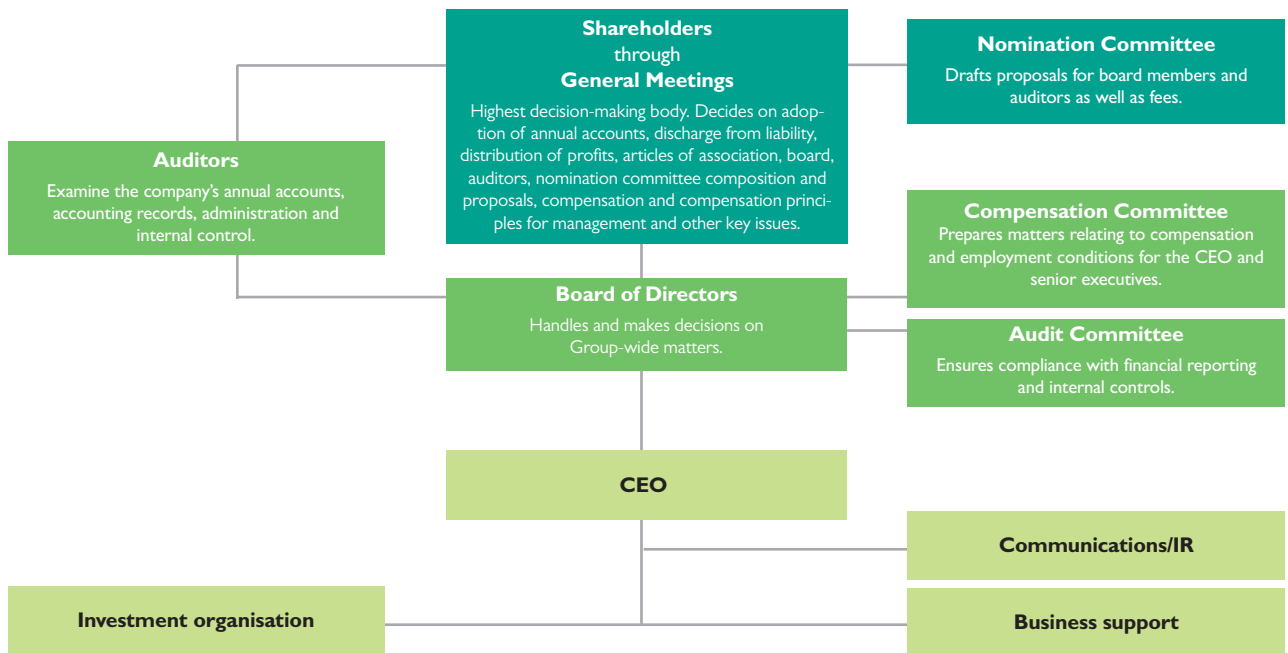 Shareholders
through
General Meetings
Highest decision-making body. Decides on adop-
tion of annual accounts, discharge from liability,
distribution of profits, articles of association, board,
auditors, nomination committee composition and
proposals, compensation and compensation princi-
ples for management and other key issues.
Nomination Committee
Drafts proposals for board members and
auditors as well as fees.
Auditors
Examine the company's annual accounts,
accounting records, administration and
internal control.
Compensation Committee
Prepares matters relating to compensation
and employment conditions for the CEO and
senior executives.
Board of Directors
Handles and makes decisions on
Group-wide matters.
Audit Committee
Ensures compliance with financial reporting
and internal controls.
CEO
Communications/IR
Investment organisation
Business support